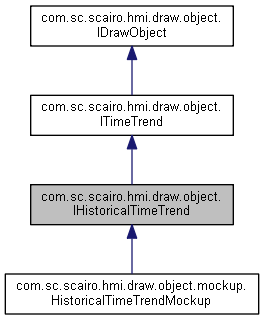 com.sc.scairo.hmi.draw.object.
IDrawObject
com.sc.scairo.hmi.draw.object.
ITimeTrend
com.sc.scairo.hmi.draw.object.
IHistoricalTimeTrend
com.sc.scairo.hmi.draw.object.mockup.
HistoricalTimeTrendMockup